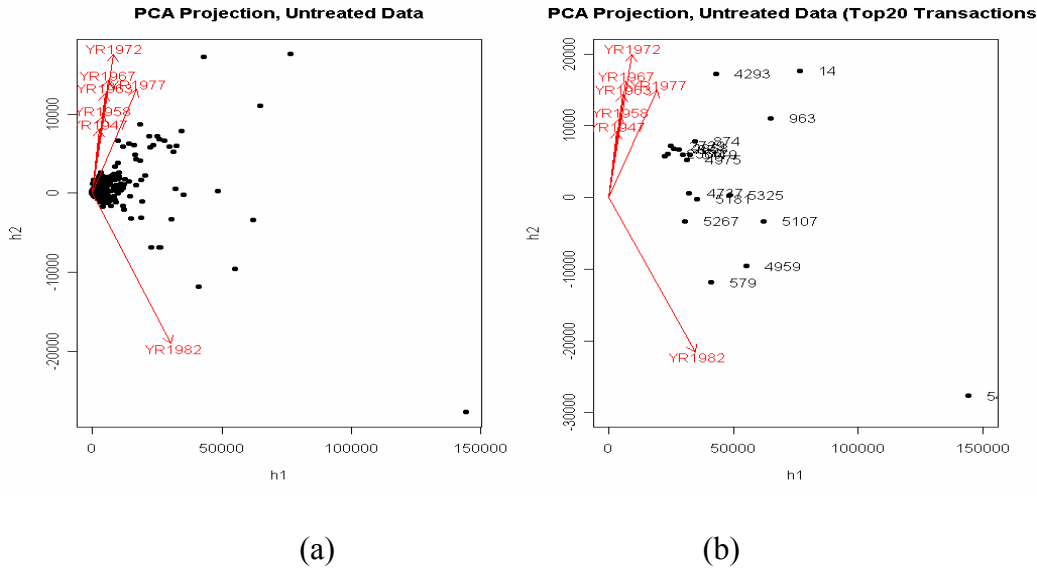 PCA Projection, Untreated Data
h2
10000
0
-10000
-20000
YR1972
YR1967
YR1977
YR1963
YR1958
YR1947
YR1982
0
50000
100000
150000
h1
(a)
PCA Projection, Untreated Data (Top20 Transactions
h2
20000
10000
0
-10000
-20000
-30000
YR1972
YR1967
YR1977
YR1963
YR1958
YR1947
YR1982
4293
14
963
874
4975
4737
5325
5181
5267
5107
4959
579
0
50000
100000
150000
h1
(b)